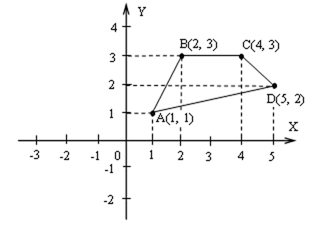 Y
4
B(2, 3) C(4, 3)
3
2
D(5, 2)
1 A(1, 1)
X
-3 -2 -1 0 1 2 3 4 5
-1
-2